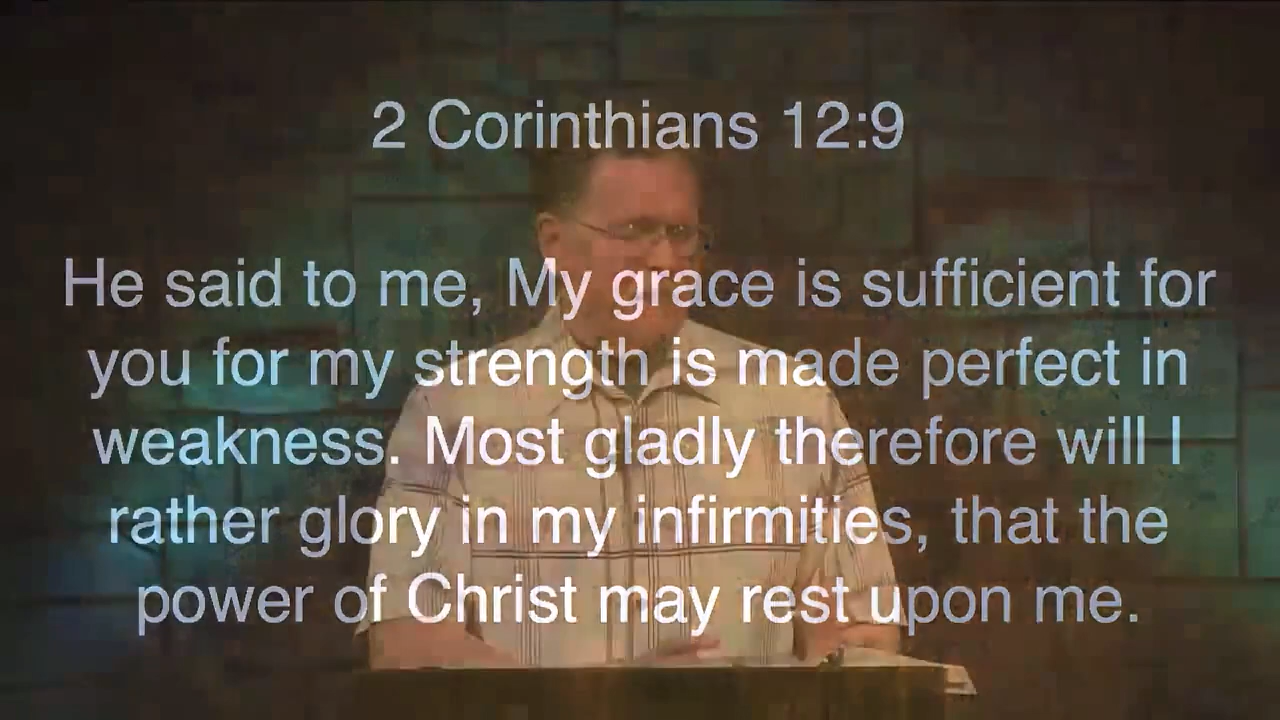 2 Corinthians 12:9
He said to me, My grace is sufficient for
you for my strength is made perfect in
weakness. Most gladly therefore will I
rather glory in my infirmities, that the
power of Christ may rest upon me.